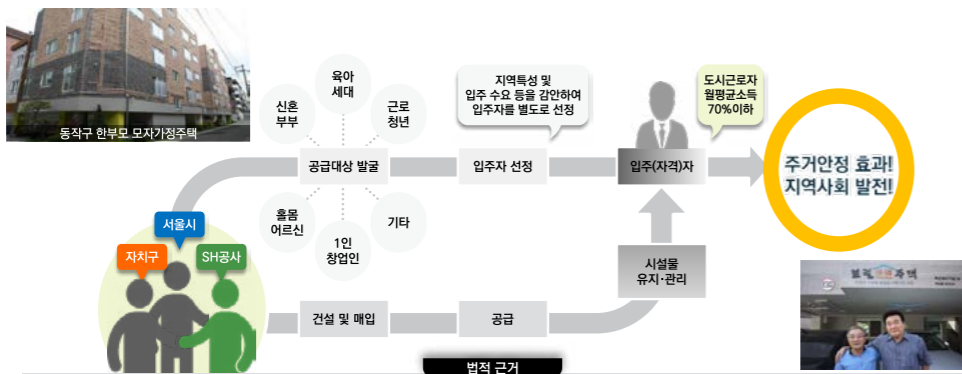 동작구 한부모 모자가정주택
육아
세대
신혼
부부
근로
청년
공급대상 발굴
홀몸
어르신
1인
창업인
기타
지역특성 및
입주 수요 등을 감안하여
입주자를 별도로 선정
입주자 선정
도시근로자
월평균소득
70%이하
입주(자격)자
주거안정 효과!
지역사회 발전!
서울시
자치구
SH공사
건설 및 매입
공급
시설물
유지·관리
법적 근거